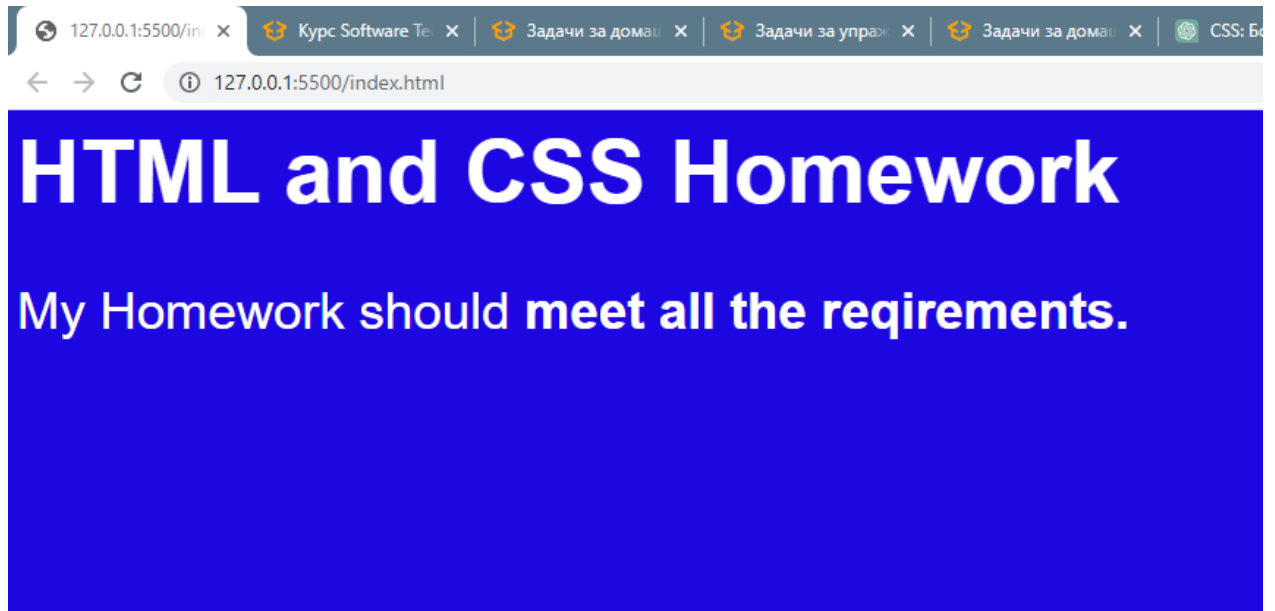 127.0.0.1:5500/in
Курс Software Te
Задачи за домаш
Задачи за упраж
Задачи за домаш
CSS: Бо
127.0.0.1:5500/index.html
HTML and CSS Homework
My Homework should meet all the reqirements.